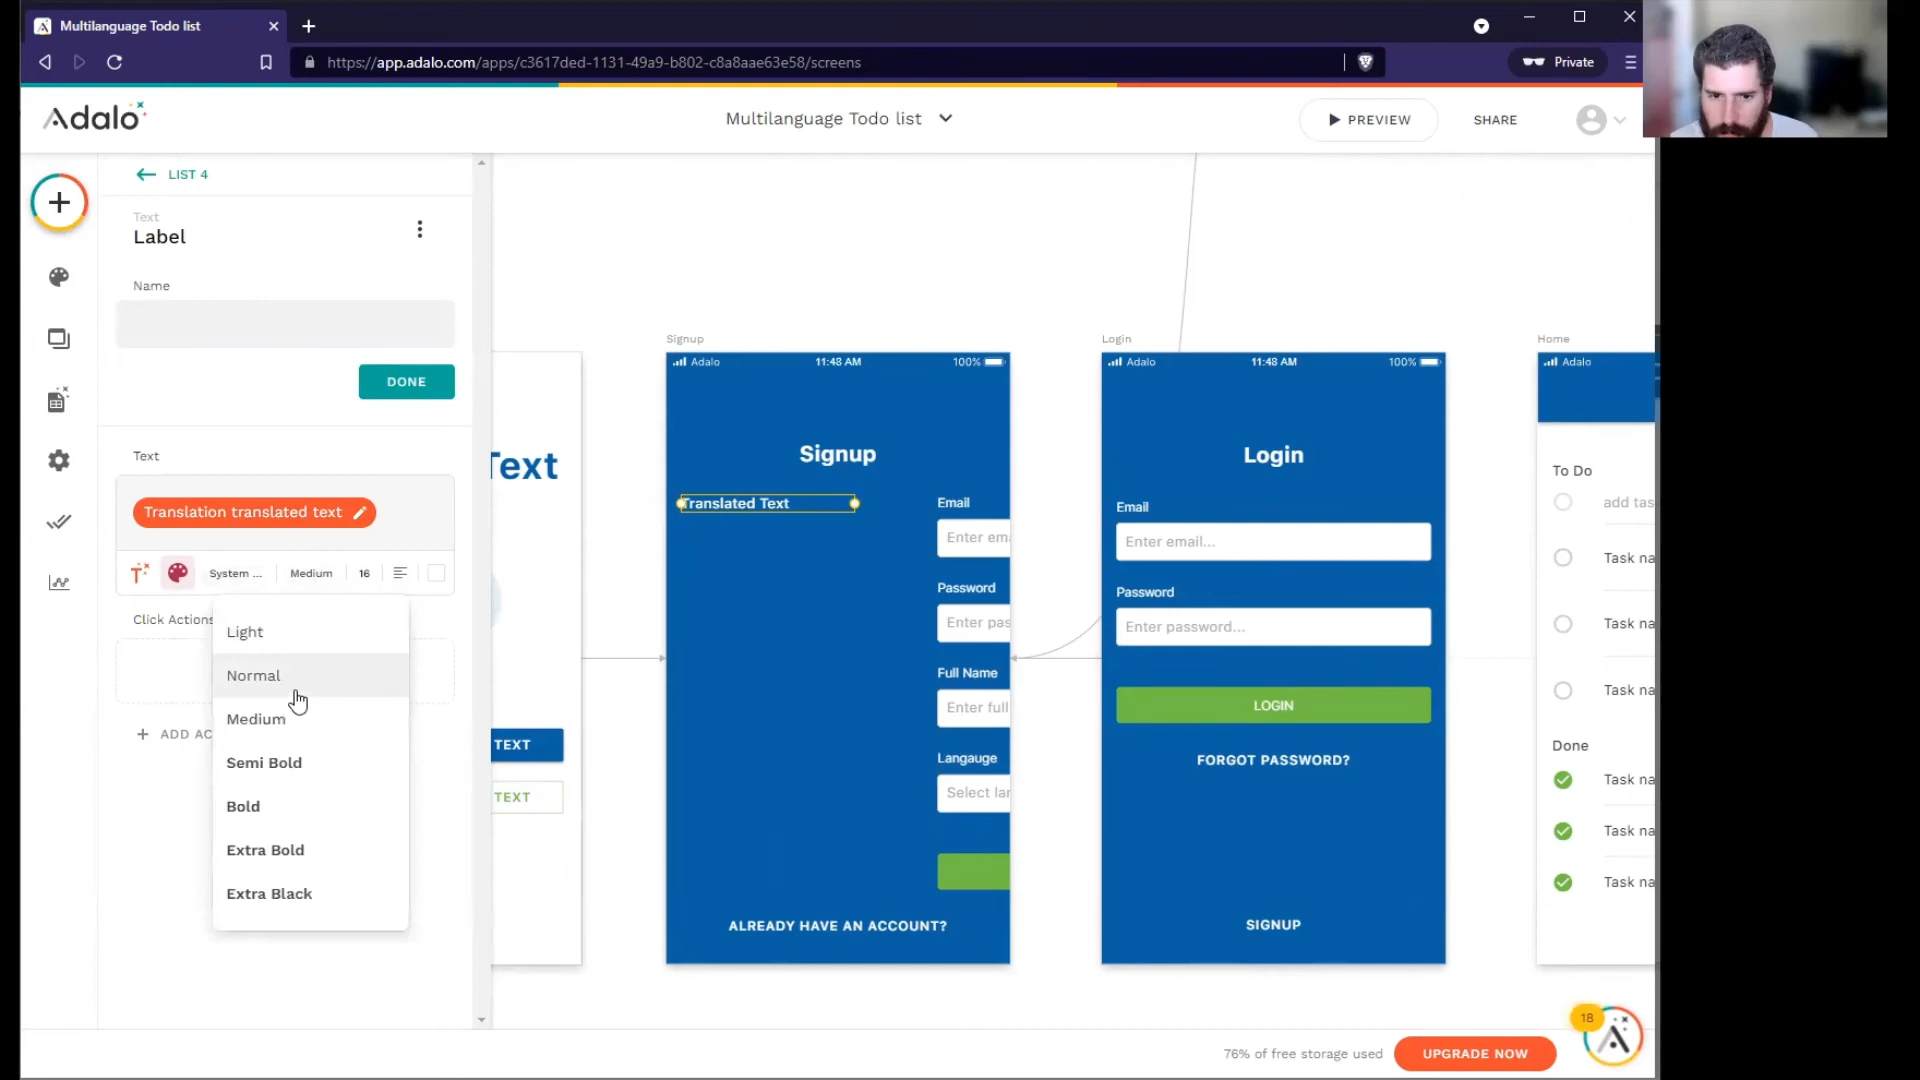 Multilanguage Todo list
https://app.adalo.com/apps/c3617ded-1131-49a9-b802-c8a8aae63e58/screens
Private
Adalo
Multilanguage Todo list
PREVIEW
SHARE
LIST 4
Text
Label
Name
DONE
Text
Translation translated text
System ...
Medium
16
Click Actions
Light
Normal
Medium
Semi Bold
Bold
Extra Bold
Extra Black
ADD AC
Text
TEXT
TEXT
Signup
Adalo
11:48 AM
100%
Signup
Translated Text
Email
Enter ema
Password
Enter pas
Full Name
Enter full
Langauge
Select lan
ALREADY HAVE AN ACCOUNT?
Login
Adalo
11:48 AM
100%
Login
Email
Enter email...
Password
Enter password...
LOGIN
FORGOT PASSWORD?
SIGNUP
Home
Adalo
To Do
add tas
Task na
Task na
Task na
Done
Task na
Task na
Task na
76% of free storage used
UPGRADE NOW
18